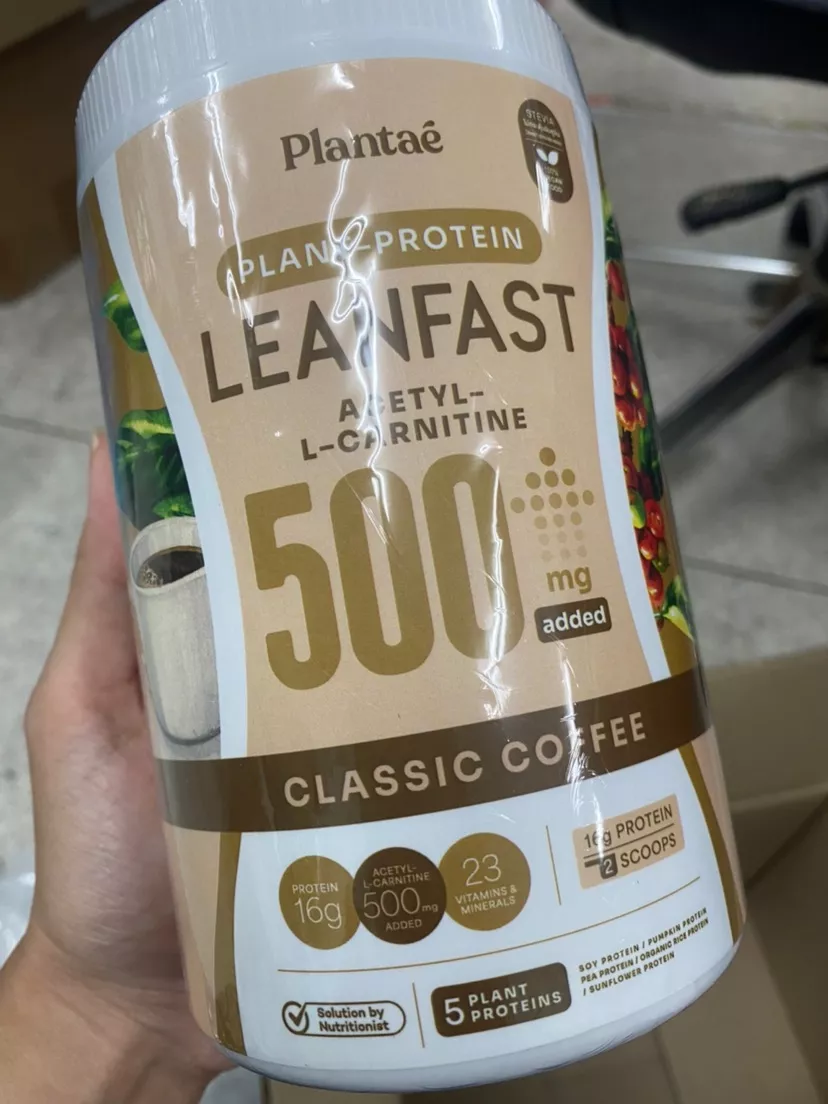 Plantaé
STEVIA
PLANT-PROTEIN
LEANFAST
ACETYL-
L-CARNITINE
500
mg
added
CLASSIC COFFEE
PROTEIN
16g
ACETYL-
L-CARNITINE
500mg
ADDED
23
VITAMINS &
MINERALS
16g PROTEIN
2 SCOOPS
Solution by
Nutritionist
5 PLANT
PROTEINS
SOY PROTEIN / PUMPKIN PROTEIN
PEA PROTEIN / ORGANIC RICE PROTEIN
/ SUNFLOWER PROTEIN